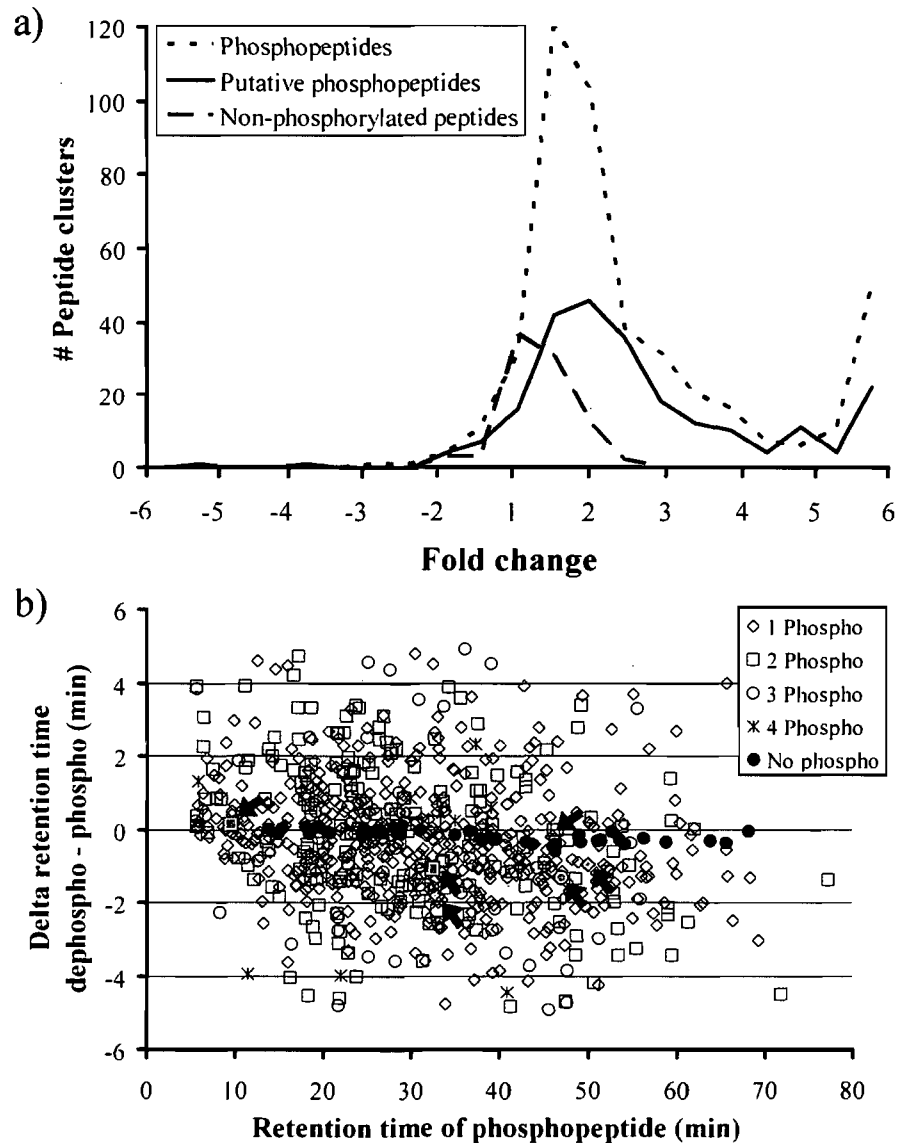 a)
120
100
80
60
40
20
0
# Peptide clusters
Phosphopeptides
Putative phosphopeptides
Non-phosphorylated peptides
-6 -5 -4 -3 -2 1 2 3 4 5 6
Fold change
b)
6
4
2
0
-2
-4
-6
Delta retention time
dephospho - phospho (min)
1 Phospho
2 Phospho
3 Phospho
4 Phospho
No phospho
0 10 20 30 40 50 60 70 80
Retention time of phosphopeptide (min)